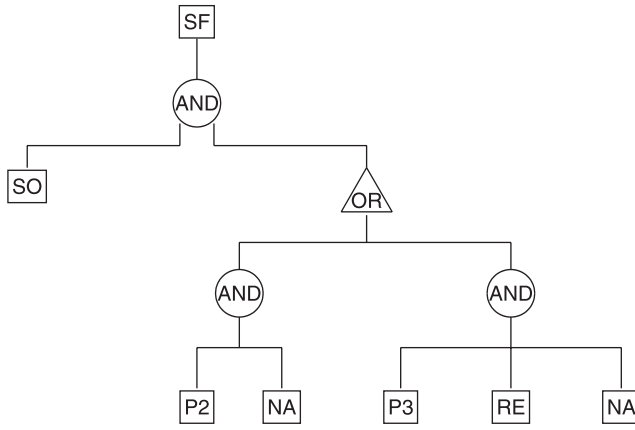 SF
AND
SO
OR
AND AND
P2 NA P3 RE NA